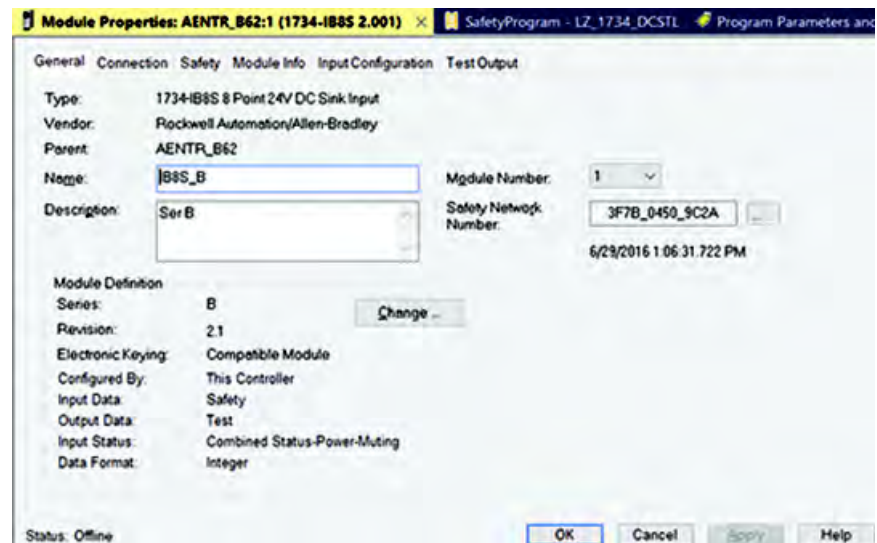 Module Properties: AENTR_B62:1 (1734-IB8S 2.001) × SafetyProgram - LZ_1734_DCSTL Program Parameters and
General Connection Safety Module Info Input Configuration Test Output
Type: 1734-IB8S 8 Point 24V DC Sink Input
Vendor: Rockwell Automation/Allen-Bradley
Parent: AENTR_B62
Name: IB8S_B Module Number: 1
Description: Ser B Safety Network Number: 3F7B_0450_9C2A ...
6/29/2016 1:06:31.722 PM
Module Definition
Series: B Change ..
Revision: 2.1
Electronic Keying: Compatible Module
Configured By: This Controller
Input Data: Safety
Output Data: Test
Input Status: Combined Status-Power-Muting
Data Format: Integer
Status: Offline OK Cancel Apply Help